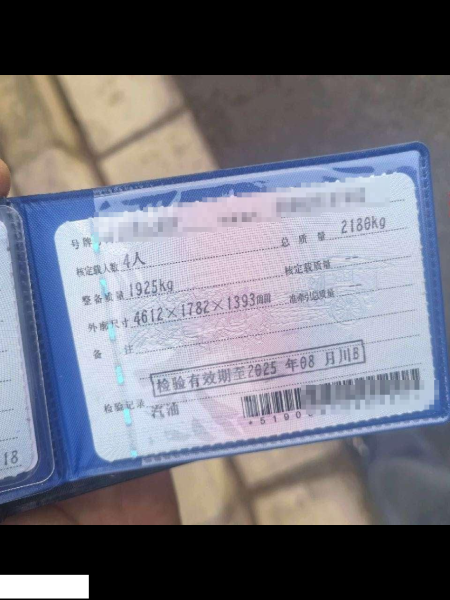 号牌
总质量 2180kg
核定载人数 4人
核定载质量 --
整备质量 1925kg
准牵引总质量 --
外廓尺寸 4612×1782×1393mm
备注
检验有效期至2025年08月川B
检验记录 汽油
*5190
18